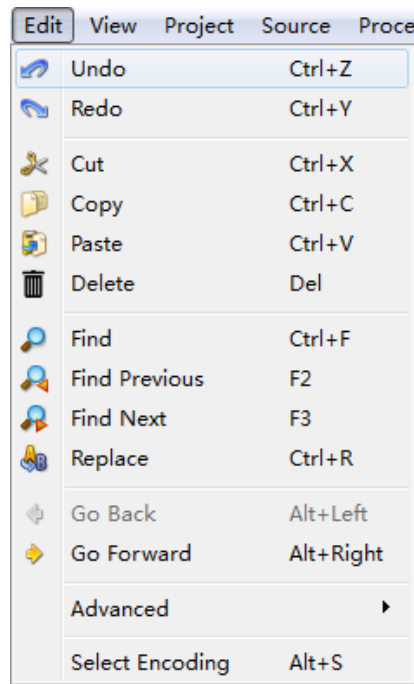 Edit View Project Source Proce
Undo Ctrl+Z
Redo Ctrl+Y
Cut Ctrl+X
Copy Ctrl+C
Paste Ctrl+V
Delete Del
Find Ctrl+F
Find Previous F2
Find Next F3
Replace Ctrl+R
Go Back Alt+Left
Go Forward Alt+Right
Advanced
Select Encoding Alt+S